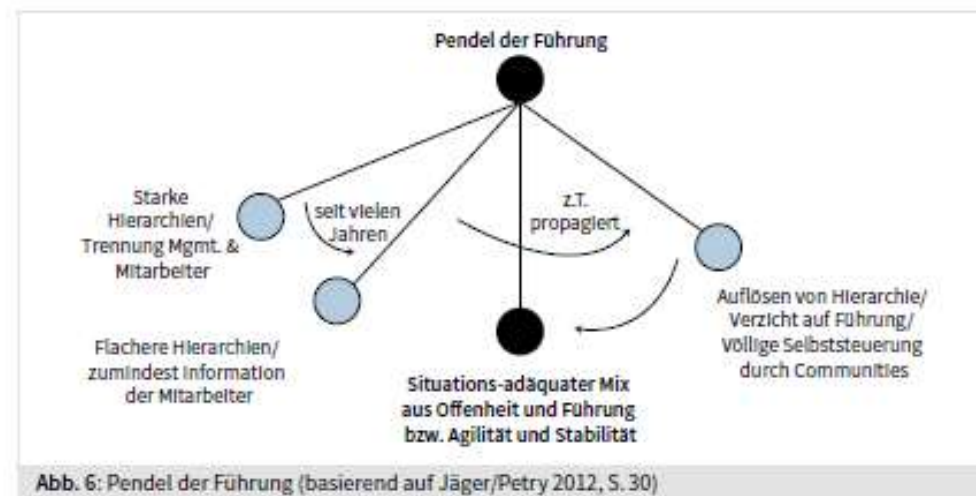 Pendel der Führung
Starke
Hierarchien/
Trennung Mgmt. &
Mitarbeiter
seit vielen
Jahren
z.T.
propagiert
Flachere Hierarchien/
zumindest Information
der Mitarbeiter
Situations-adäquater Mix
aus Offenheit und Führung
bzw. Agilität und Stabilität
Auflösen von Hierarchie/
Verzicht auf Führung/
Völlige Selbststeuerung
durch Communities
Abb. 6: Pendel der Führung (basierend auf Jäger/Petry 2012, S. 30)